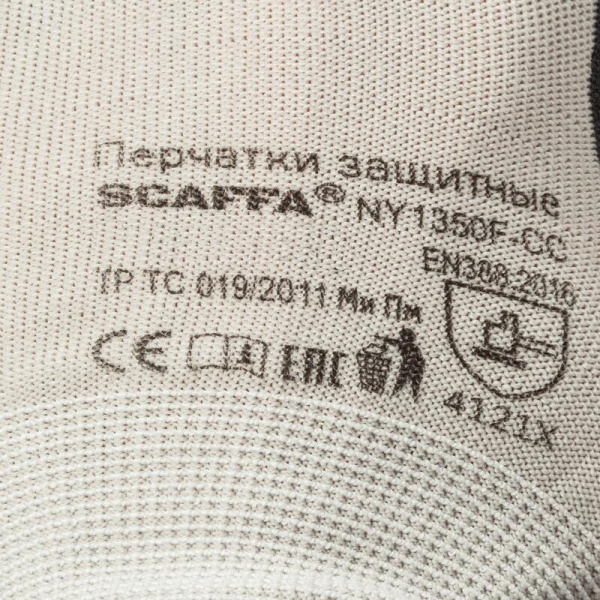 Перчатки защитные
SCAFFA® NY1350F-CC
EN388-2016
ТР ТС 019/2011 Ми Пм
CE EAC
4121X